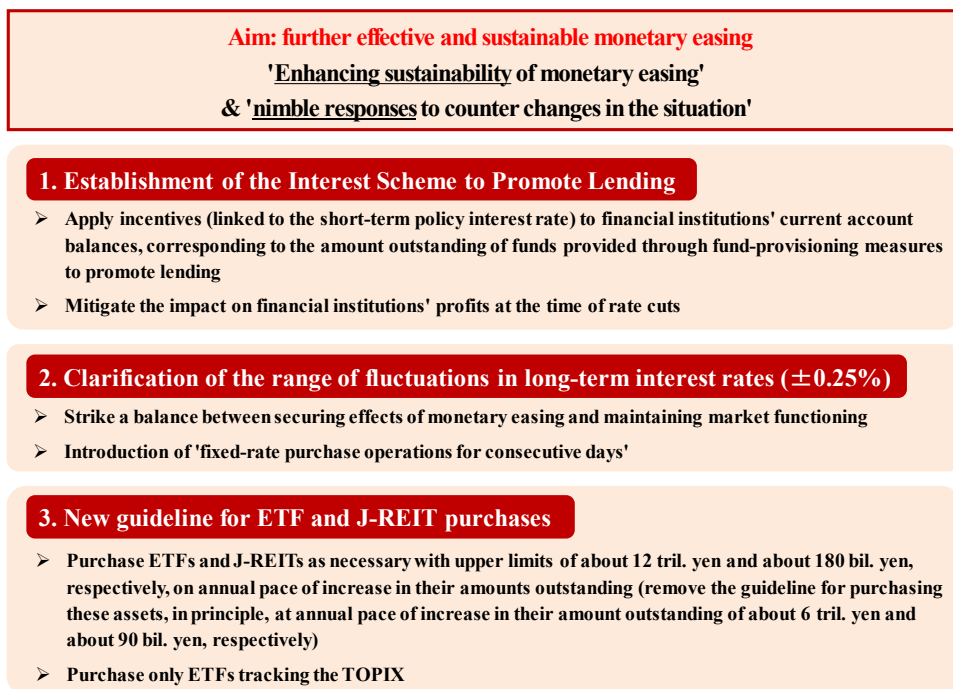 Aim: further effective and sustainable monetary easing
'Enhancing sustainability of monetary easing'
& 'nimble responses to counter changes in the situation'
1. Establishment of the Interest Scheme to Promote Lending
➢ Apply incentives (linked to the short-term policy interest rate) to financial institutions' current account
balances, corresponding to the amount outstanding of funds provided through fund-provisioning measures
to promote lending
➢ Mitigate the impact on financial institutions' profits at the time of rate cuts
2. Clarification of the range of fluctuations in long-term interest rates (±0.25%)
➢ Strike a balance between securing effects of monetary easing and maintaining market functioning
➢ Introduction of 'fixed-rate purchase operations for consecutive days'
3. New guideline for ETF and J-REIT purchases
➢ Purchase ETFs and J-REITs as necessary with upper limits of about 12 tril. yen and about 180 bil. yen,
respectively, on annual pace of increase in their amounts outstanding (remove the guideline for purchasing
these assets, in principle, at annual pace of increase in their amount outstanding of about 6 tril. yen and
about 90 bil. yen, respectively)
➢ Purchase only ETFs tracking the TOPIX